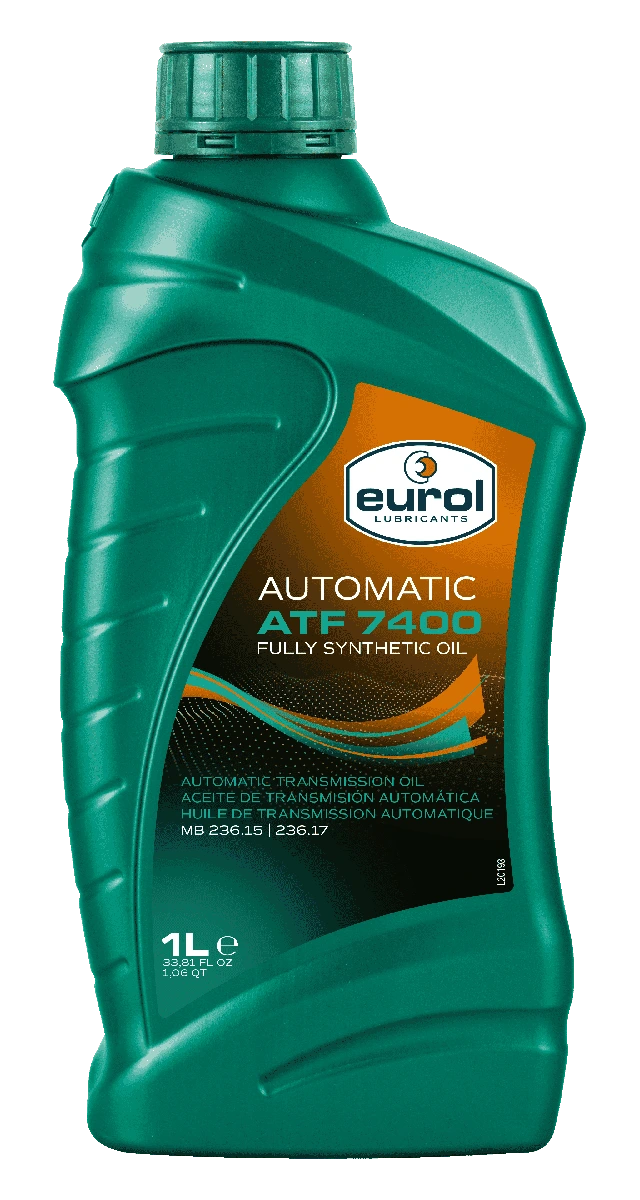 eurol
LUBRICANTS
AUTOMATIC
ATF 7400
FULLY SYNTHETIC OIL
AUTOMATIC TRANSMISSION OIL
ACEITE DE TRANSMISIÓN AUTOMÁTICA
HUILE DE TRANSMISSION AUTOMATIQUE
MB 236.15 | 236.17
L20193
1L ℮
33,81 FL OZ
1,06 QT